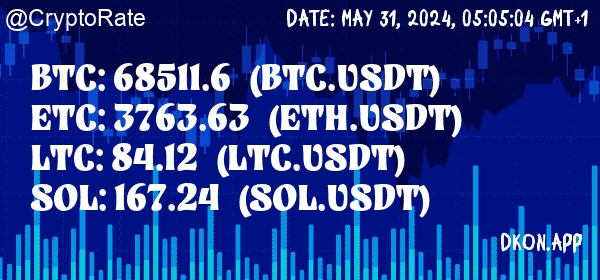 @CryptoRate
DATE: MAY 31, 2024, 05:05:04 GMT+1
BTC: 68511.6 (BTC.USDT)
ETC: 3763.63 (ETH.USDT)
LTC: 84.12 (LTC.USDT)
SOL: 167.24 (SOL.USDT)
DKON.APP